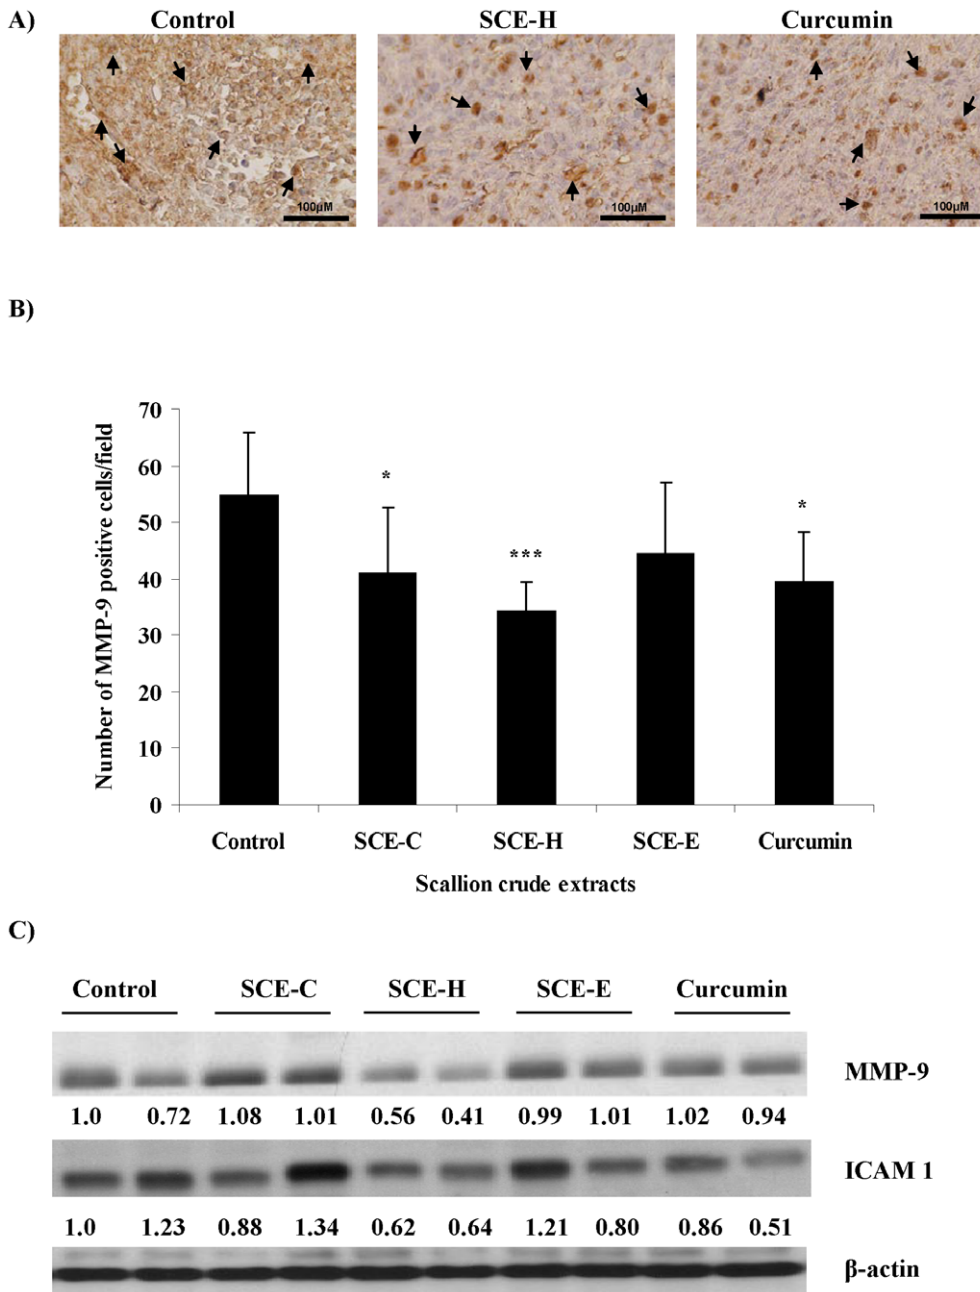 A)
Control SCE-H Curcumin
100µM 100µM 100µM
B)
Number of MMP-9 positive cells/field
70
60
50
40
30
20
10
0
* *** *
Control SCE-C SCE-H SCE-E Curcumin
Scallion crude extracts
C)
Control SCE-C SCE-H SCE-E Curcumin
MMP-9
1.0 0.72 1.08 1.01 0.56 0.41 0.99 1.01 1.02 0.94
ICAM 1
1.0 1.23 0.88 1.34 0.62 0.64 1.21 0.80 0.86 0.51
β-actin